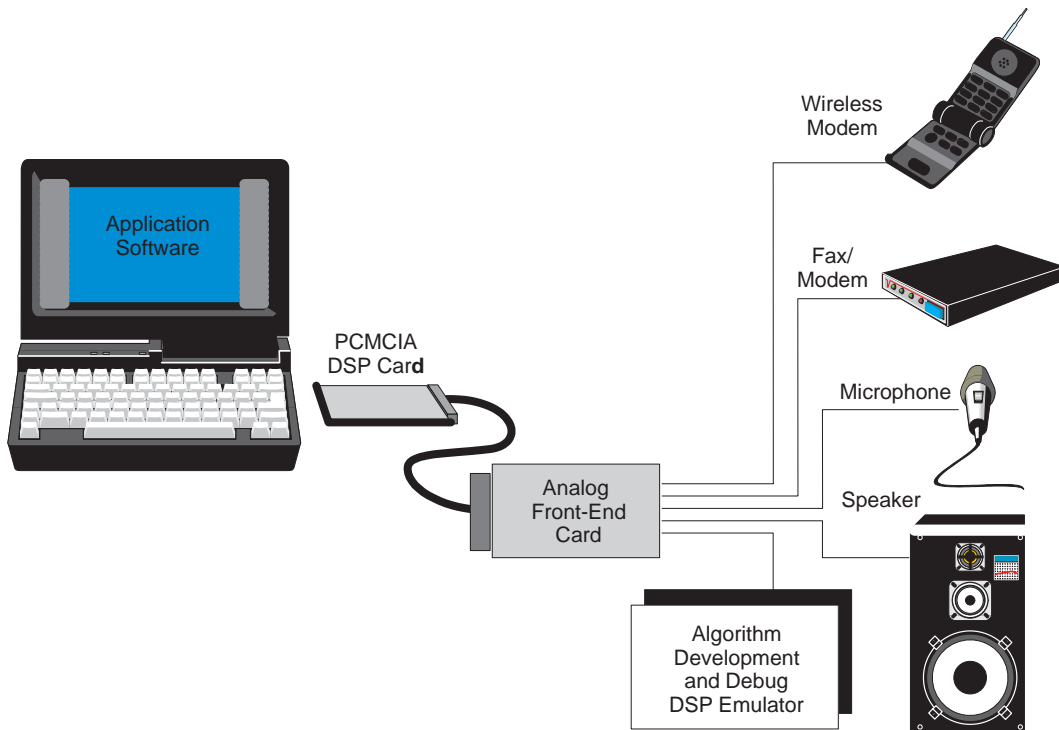 Application
Software
PCMCIA
DSP Card
Analog
Front-End
Card
Wireless
Modem
Fax/
Modem
Microphone
Speaker
Algorithm
Development
and Debug
DSP Emulator